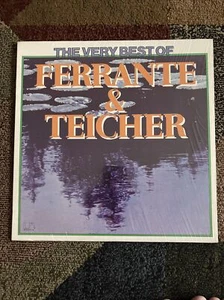 THE VERY BEST OF
FERRANTE
&
TEICHER